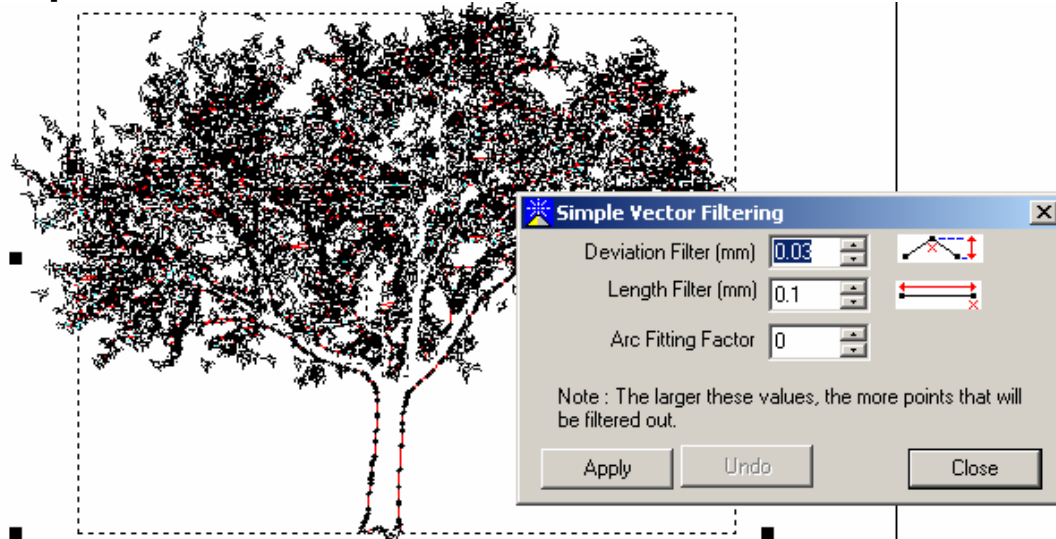 Simple Vector Filtering
Deviation Filter (mm) 0.03
Length Filter (mm) 0.1
Arc Fitting Factor 0
Note : The larger these values, the more points that will
be filtered out.
Apply Undo Close